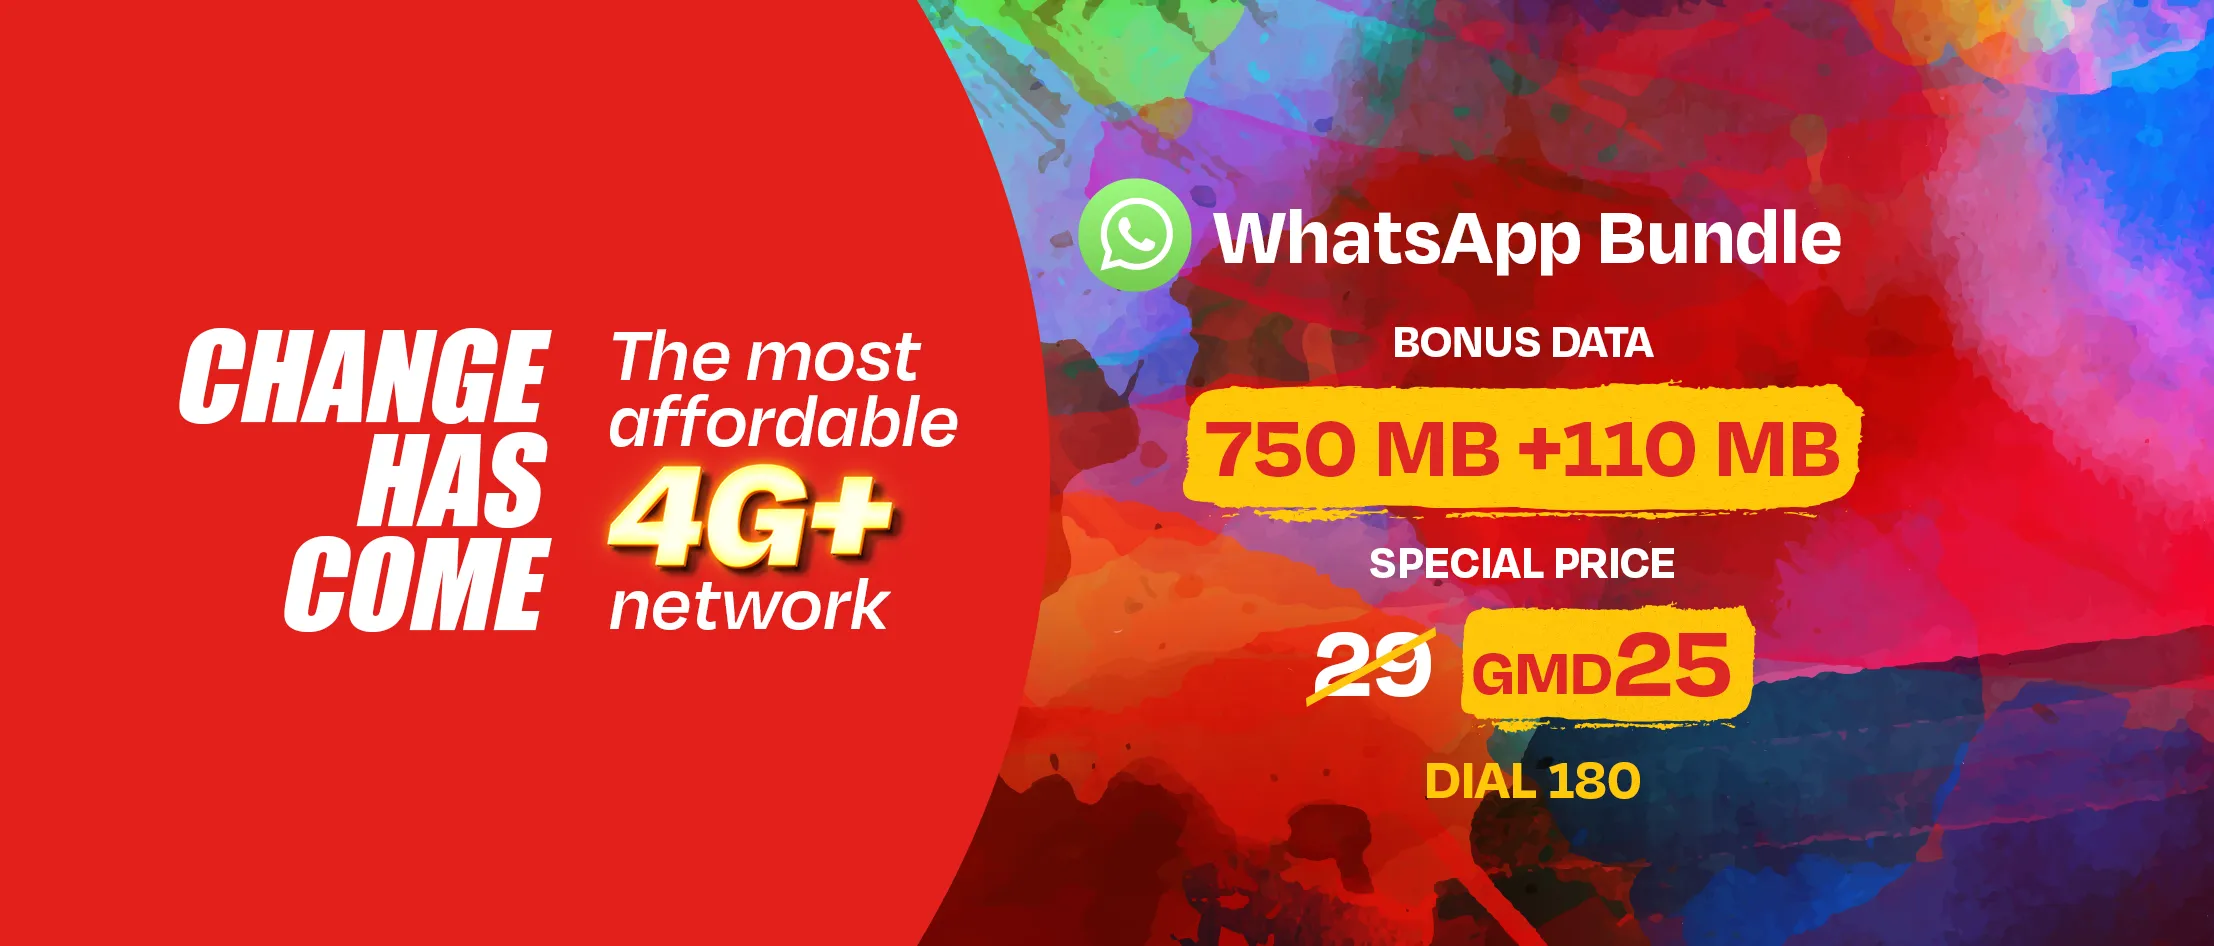 CHANGE
HAS
COME
The most
affordable
4G+
network
WhatsApp Bundle
BONUS DATA
750 MB +110 MB
SPECIAL PRICE
29 GMD25
DIAL 180